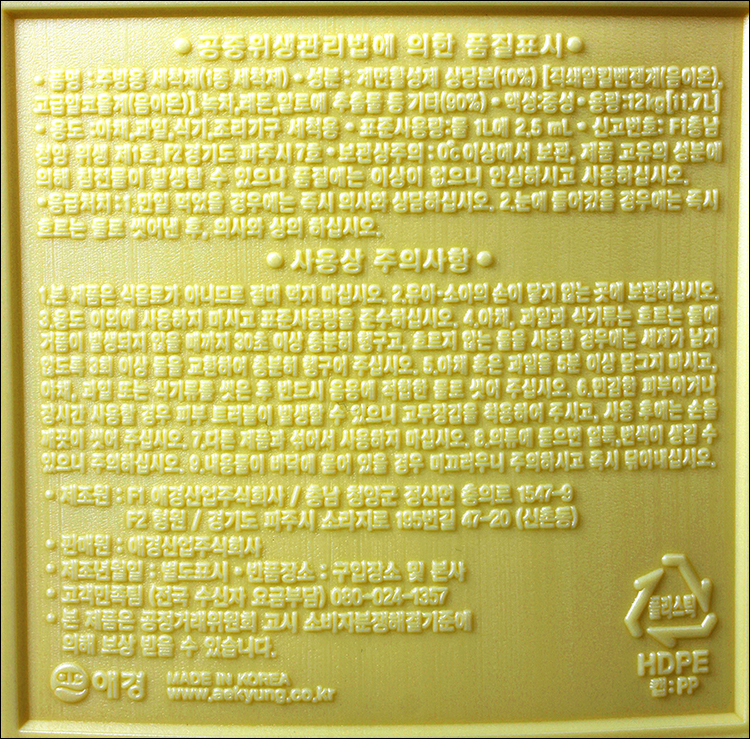 • 공중위생관리법에 의한 품질표시 •
• 품명 : 주방용 세척제(1종 세척제) • 성분 : 계면활성제 상당분(10%) [직쇄알킬벤젠계(음이온),
고급알코올계(음이온)], 녹차, 레몬, 알로에 추출물 등 기타(90%) • 액성:중성 • 용량:12kg[11.7L]
• 용도 :야채,과일,식기,조리기구 세척용 • 표준사용량:물 1L에 2.5 mL • 신고번호: F1충남
청양 위생 제1호, F2경기도 파주시 7호 • 보관상주의 : 0℃이상에서 보관, 제품 고유의 성분에
의해 침전물이 발생할 수 있으나 품질에는 이상이 없으니 안심하시고 사용하십시오.
• 응급처치 : 1.만일 먹었을 경우에는 즉시 의사와 상담하십시오. 2.눈에 들어갔을 경우에는 즉시
흐르는 물로 씻어낸 후, 의사와 상의 하십시오.
• 사용상 주의사항 •
1.본 제품은 식음료가 아니므로 절대 먹지 마십시오. 2.유아•소아의 손이 닿지 않는 곳에 보관하십시오.
3.용도 이외에 사용하지 마시고 표준사용량을 준수하십시오. 4.야채, 과일과 식기류는 흐르는 물에
거품이 발생되지 않을 때까지 30초 이상 충분히 헹구고, 흐르지 않는 물을 사용할 경우에는 세제가 남지
않도록 3회 이상 물을 교환하여 충분히 헹구어 주십시오. 5.야채 혹은 과일을 5분 이상 담그지 마시고,
야채, 과일 또는 식기류를 씻은 후 반드시 음용에 적합한 물로 씻어 주십시오. 6.민감한 피부이거나
장시간 사용할 경우 피부 트러블이 발생할 수 있으니 고무장갑을 착용하여 주시고, 사용 후에는 손을
깨끗이 씻어 주십시오. 7.다른 제품과 섞어서 사용하지 마십시오. 8.의류에 묻으면 얼룩,변색이 생길 수
있으니 주의하십시오. 9.내용물이 바닥에 묻어 있을 경우 미끄러우니 주의하시고 즉시 닦아내십시오.
• 제조원 : F1 애경산업주식회사 / 충남 청양군 정산면 충의로 1547-9
F2 형원 / 경기도 파주시 소라지로 195번길 47-20 (신촌동)
• 판매원 : 애경산업주식회사
• 제조년월일 : 별도표시 • 반품장소 : 구입장소 및 본사
• 고객만족팀 (전국 수신자 요금부담) 080-024-1357
• 본 제품은 공정거래위원회 고시 소비자분쟁해결기준에
의해 보상 받을 수 있습니다.
애경 MADE IN KOREA
www.aekyung.co.kr
플라스틱
HDPE
캡:PP